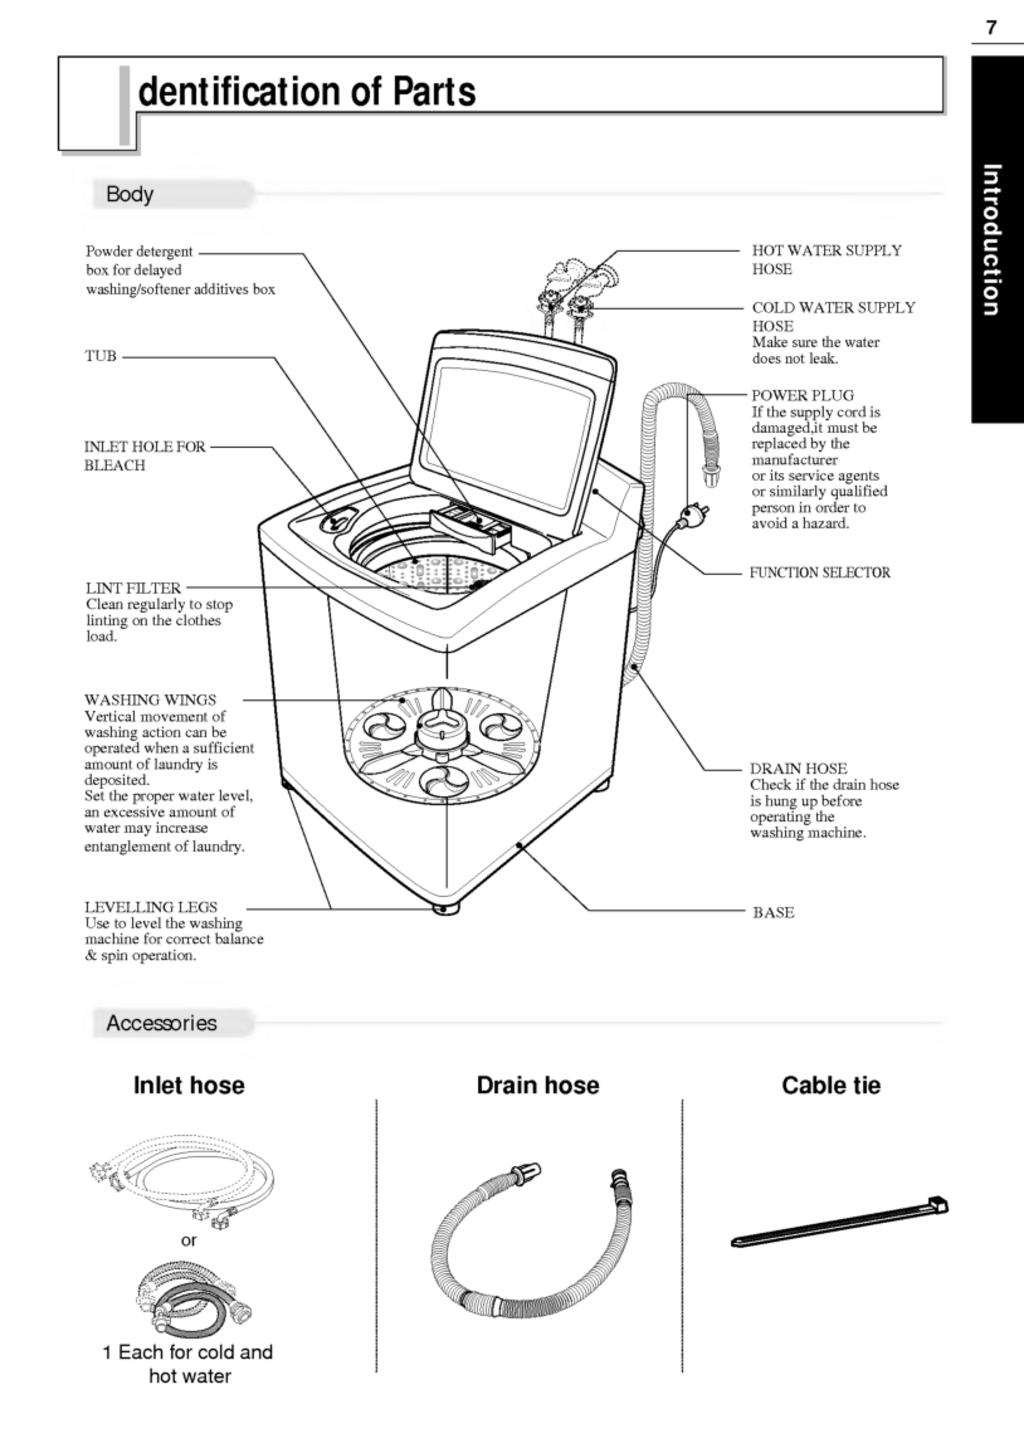 7
dentification of Parts
Introduction
Body
Powder detergent
box for delayed
washing/softener additives box
TUB
INLET HOLE FOR
BLEACH
LINT FILTER
Clean regularly to stop
linting on the clothes
load.
WASHING WINGS
Vertical movement of
washing action can be
operated when a sufficient
amount of laundry is
deposited.
Set the proper water level,
an excessive amount of
water may increase
entanglement of laundry.
LEVELLING LEGS
Use to level the washing
machine for correct balance
& spin operation.
HOT WATER SUPPLY
HOSE
COLD WATER SUPPLY
HOSE
Make sure the water
does not leak.
POWER PLUG
If the supply cord is
damaged,it must be
replaced by the
manufacturer
or its service agents
or similarly qualified
person in order to
avoid a hazard.
FUNCTION SELECTOR
DRAIN HOSE
Check if the drain hose
is hung up before
operating the
washing machine.
BASE
Accessories
Inlet hose
or
1 Each for cold and
hot water
Drain hose
Cable tie